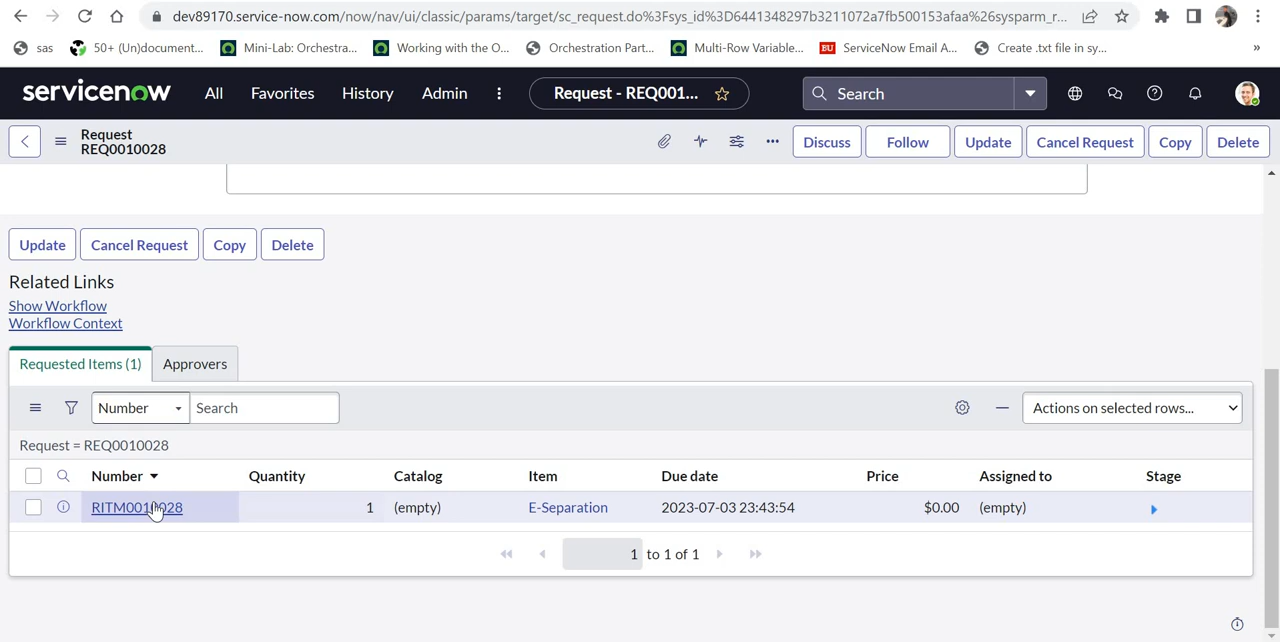 dev89170.service-now.com/now/nav/ui/classic/params/target/sc_request.do%3Fsys_id%3D6441348297b3211072a7fb500153afaa%26sysparm_r...
sas 50+ (Un)document... Mini-Lab: Orchestra... Working with the O... Orchestration Part... Multi-Row Variable... BU ServiceNow Email A... Create .txt file in sy... »
servicenow All Favorites History Admin Request - REQ001... Search
Request
REQ0010028
Discuss Follow Update Cancel Request Copy Delete
Update Cancel Request Copy Delete
Related Links
Show Workflow
Workflow Context
Requested Items (1) Approvers
Number Search Actions on selected rows...
Request = REQ0010028
Number Quantity Catalog Item Due date Price Assigned to Stage
RITM0010028 1 (empty) E-Separation 2023-07-03 23:43:54 $0.00 (empty)
1 to 1 of 1